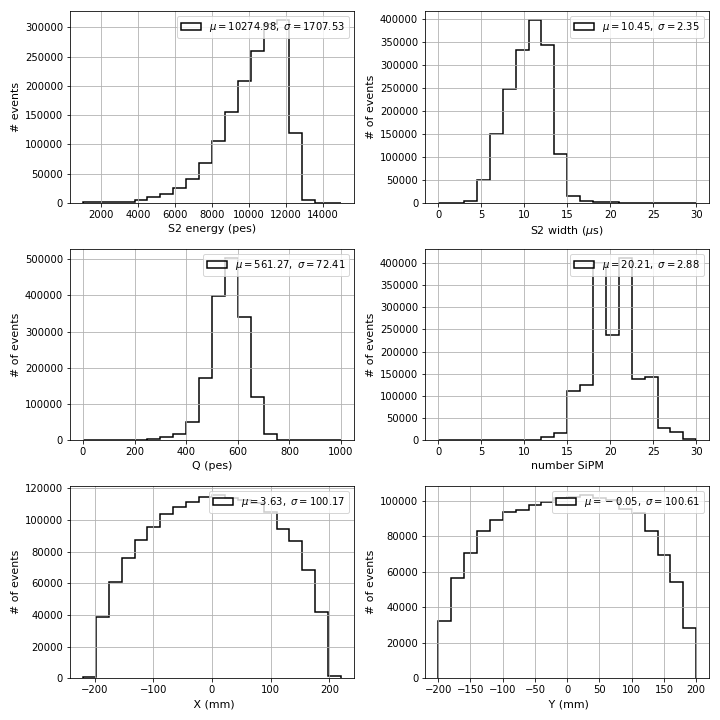 μ = 10274.98, σ = 1707.53
# events
300000
250000
200000
150000
100000
50000
0
2000 4000 6000 8000 10000 12000 14000
S2 energy (pes)
μ = 10.45, σ = 2.35
# of events
400000
350000
300000
250000
200000
150000
100000
50000
0
0 5 10 15 20 25 30
S2 width (μs)
μ = 561.27, σ = 72.41
# of events
500000
400000
300000
200000
100000
0
0 200 400 600 800 1000
Q (pes)
μ = 20.21, σ = 2.88
# of events
400000
350000
300000
250000
200000
150000
100000
50000
0
0 5 10 15 20 25 30
number SiPM
μ = 3.63, σ = 100.17
# of events
120000
100000
80000
60000
40000
20000
0
−200 −100 0 100 200
X (mm)
μ = −0.05, σ = 100.61
# of events
100000
80000
60000
40000
20000
0
−200 −150 −100 −50 0 50 100 150 200
Y (mm)